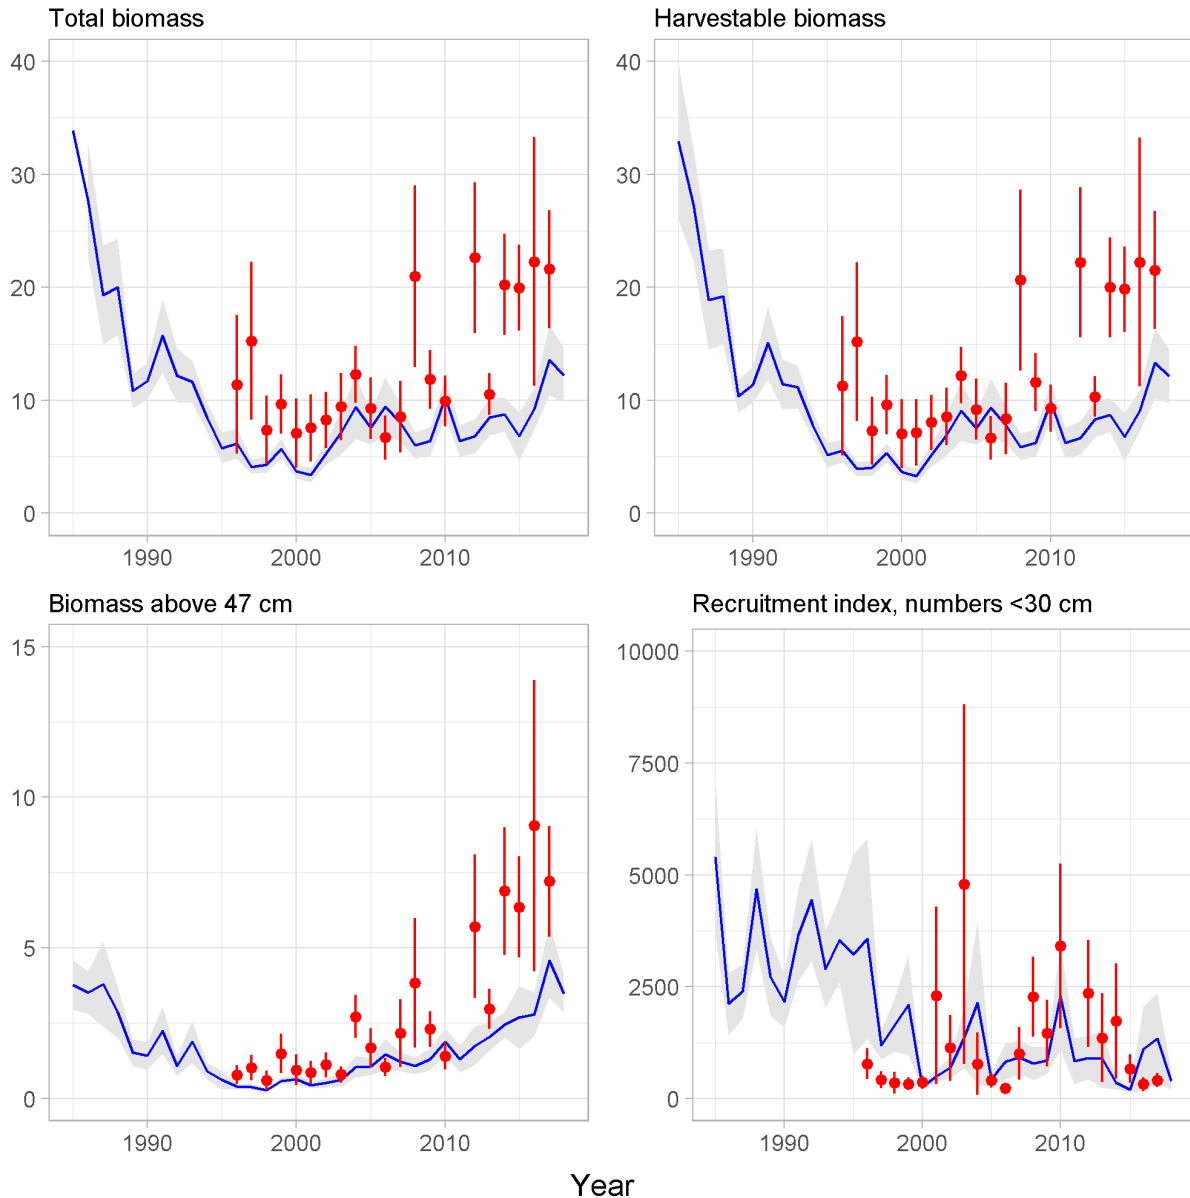 Total biomass
Harvestable biomass
40
30
20
10
0
1990 2000 2010
40
30
20
10
0
1990 2000 2010
Biomass above 47 cm
Recruitment index, numbers <30 cm
15
10
5
0
1990 2000 2010
10000
7500
5000
2500
0
1990 2000 2010
Year